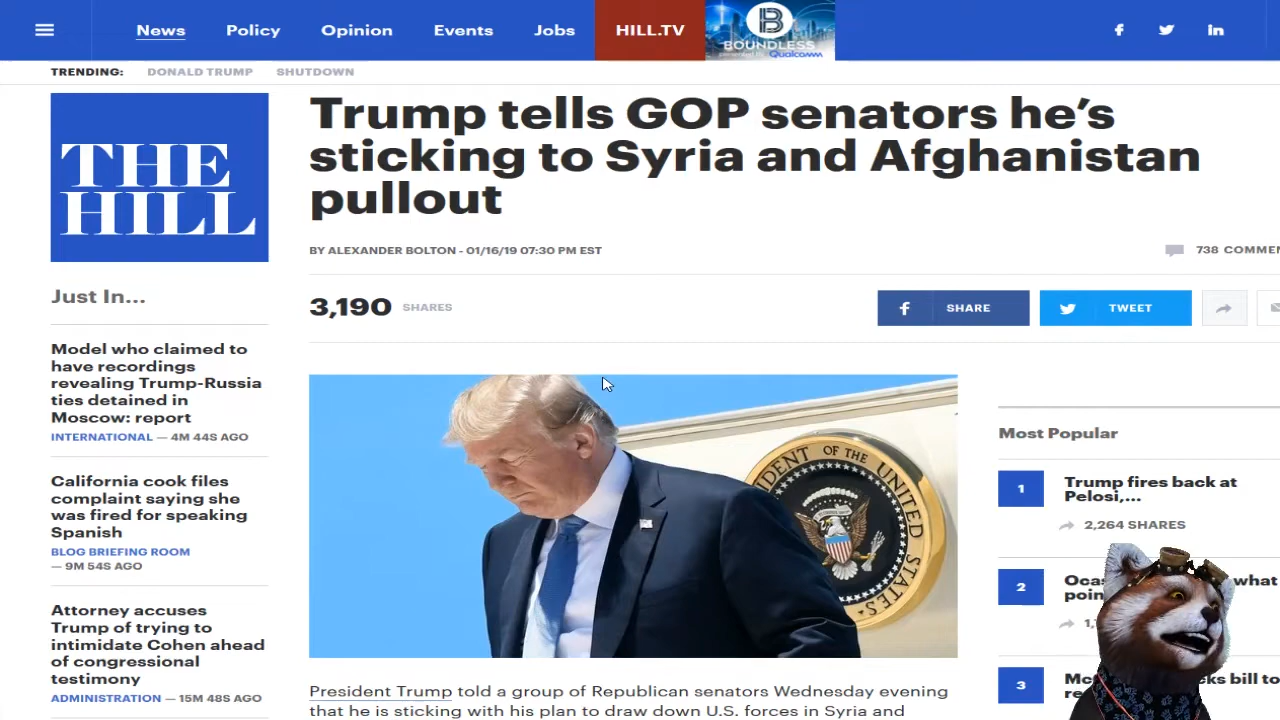 News Policy Opinion Events Jobs HILL.TV
B
BOUNDLESS
Qualcomm
TRENDING: DONALD TRUMP SHUTDOWN
THE
HILL
Trump tells GOP senators he’s
sticking to Syria and Afghanistan
pullout
BY ALEXANDER BOLTON - 01/16/19 07:30 PM EST
738 COMMEN
3,190 SHARES
SHARE
TWEET
Just In...
Model who claimed to
have recordings
revealing Trump-Russia
ties detained in
Moscow: report
INTERNATIONAL — 4M 44S AGO
California cook files
complaint saying she
was fired for speaking
Spanish
BLOG BRIEFING ROOM
— 9M 54S AGO
Attorney accuses
Trump of trying to
intimidate Cohen ahead
of congressional
testimony
ADMINISTRATION — 15M 48S AGO
DENT OF THE UNITED STATES
President Trump told a group of Republican senators Wednesday evening
that he is sticking with his plan to draw down U.S. forces in Syria and
Most Popular
1
Trump fires back at
Pelosi,...
2,264 SHARES
2
what
3
bill to